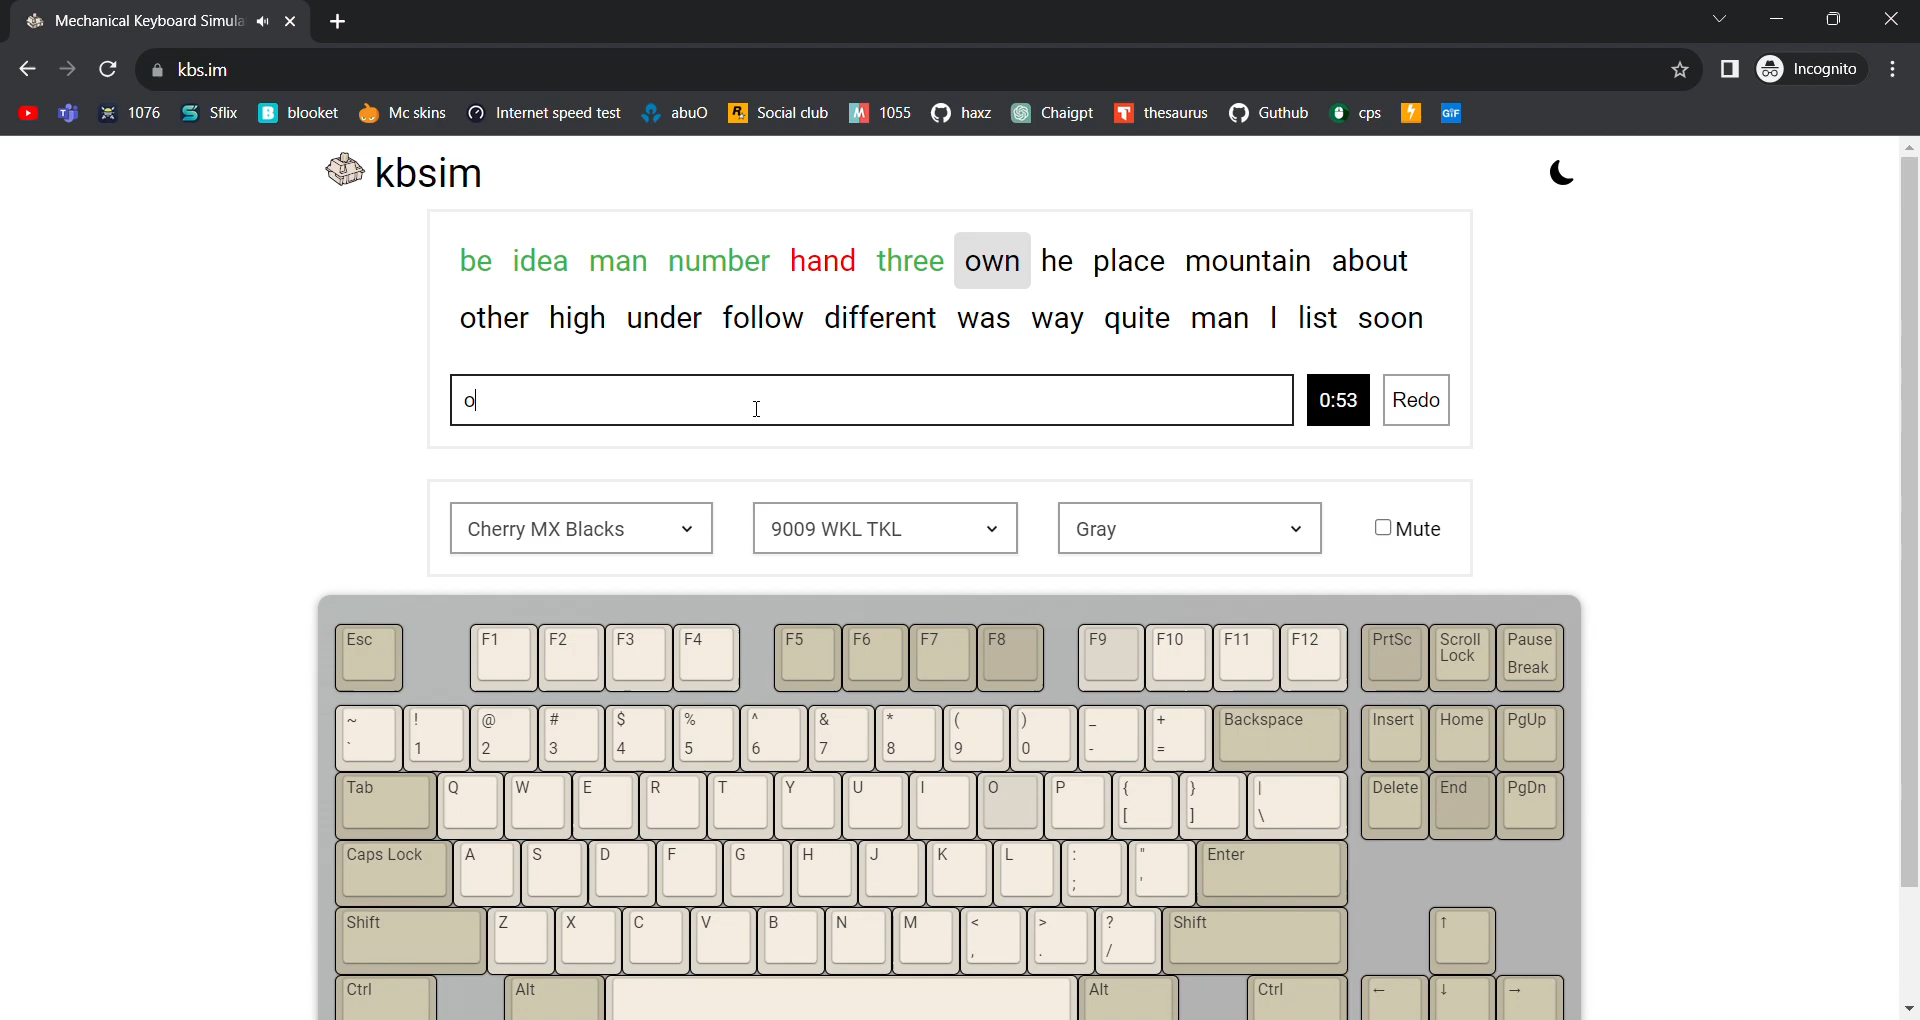 Mechanical Keyboard Simula
kbs.im
Incognito
1076 Sflix blooket Mc skins Internet speed test abuO Social club 1055 haxz Chaigpt thesaurus Guthub cps GIF
kbsim
be idea man number hand three own he place mountain about
other high under follow different was way quite man I list soon
o 0:53 Redo
Cherry MX Blacks 9009 WKL TKL Gray Mute
Esc F1 F2 F3 F4 F5 F6 F7 F8 F9 F10 F11 F12 PrtSc Scroll Lock Pause Break
~ ! @ # $ % ^ & * ( ) _ + Backspace Insert Home PgUp
` 1 2 3 4 5 6 7 8 9 0 - =
Tab Q W E R T Y U I O P { } | Delete End PgDn
[ ] \
Caps Lock A S D F G H J K L : " Enter
; '
Shift Z X C V B N M < > ? Shift ↑
, . /
Ctrl Alt Alt Ctrl ← ↓ →